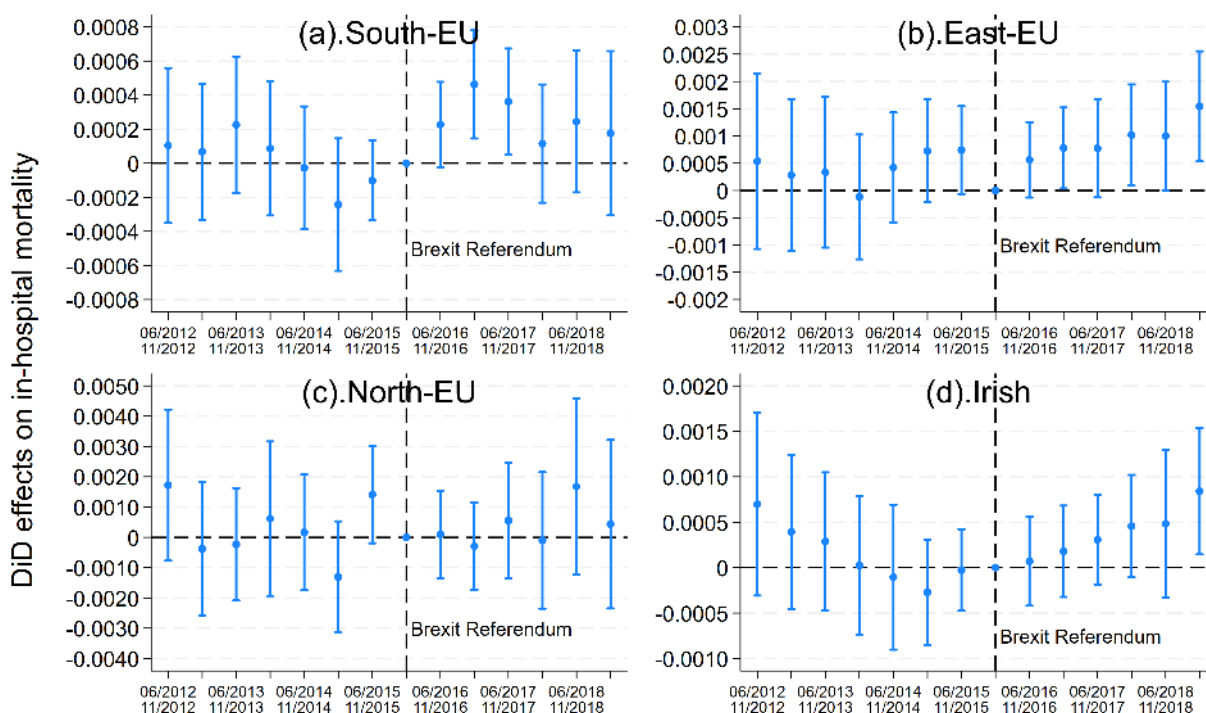 DiD effects on in-hospital mortality
(a).South-EU
0.0008
0.0006
0.0004
0.0002
0
-0.0002
-0.0004
-0.0006
-0.0008
Brexit Referendum
06/2012 06/2013 06/2014 06/2015 06/2016 06/2017 06/2018
11/2012 11/2013 11/2014 11/2015 11/2016 11/2017 11/2018
(b).East-EU
0.003
0.0025
0.002
0.0015
0.001
0.0005
0
-0.0005
-0.001
-0.0015
-0.002
Brexit Referendum
06/2012 06/2013 06/2014 06/2015 06/2016 06/2017 06/2018
11/2012 11/2013 11/2014 11/2015 11/2016 11/2017 11/2018
(c).North-EU
0.0050
0.0040
0.0030
0.0020
0.0010
0
-0.0010
-0.0020
-0.0030
-0.0040
Brexit Referendum
06/2012 06/2013 06/2014 06/2015 06/2016 06/2017 06/2018
11/2012 11/2013 11/2014 11/2015 11/2016 11/2017 11/2018
(d).Irish
0.0020
0.0015
0.0010
0.0005
0
-0.0005
-0.0010
Brexit Referendum
06/2012 06/2013 06/2014 06/2015 06/2016 06/2017 06/2018
11/2012 11/2013 11/2014 11/2015 11/2016 11/2017 11/2018